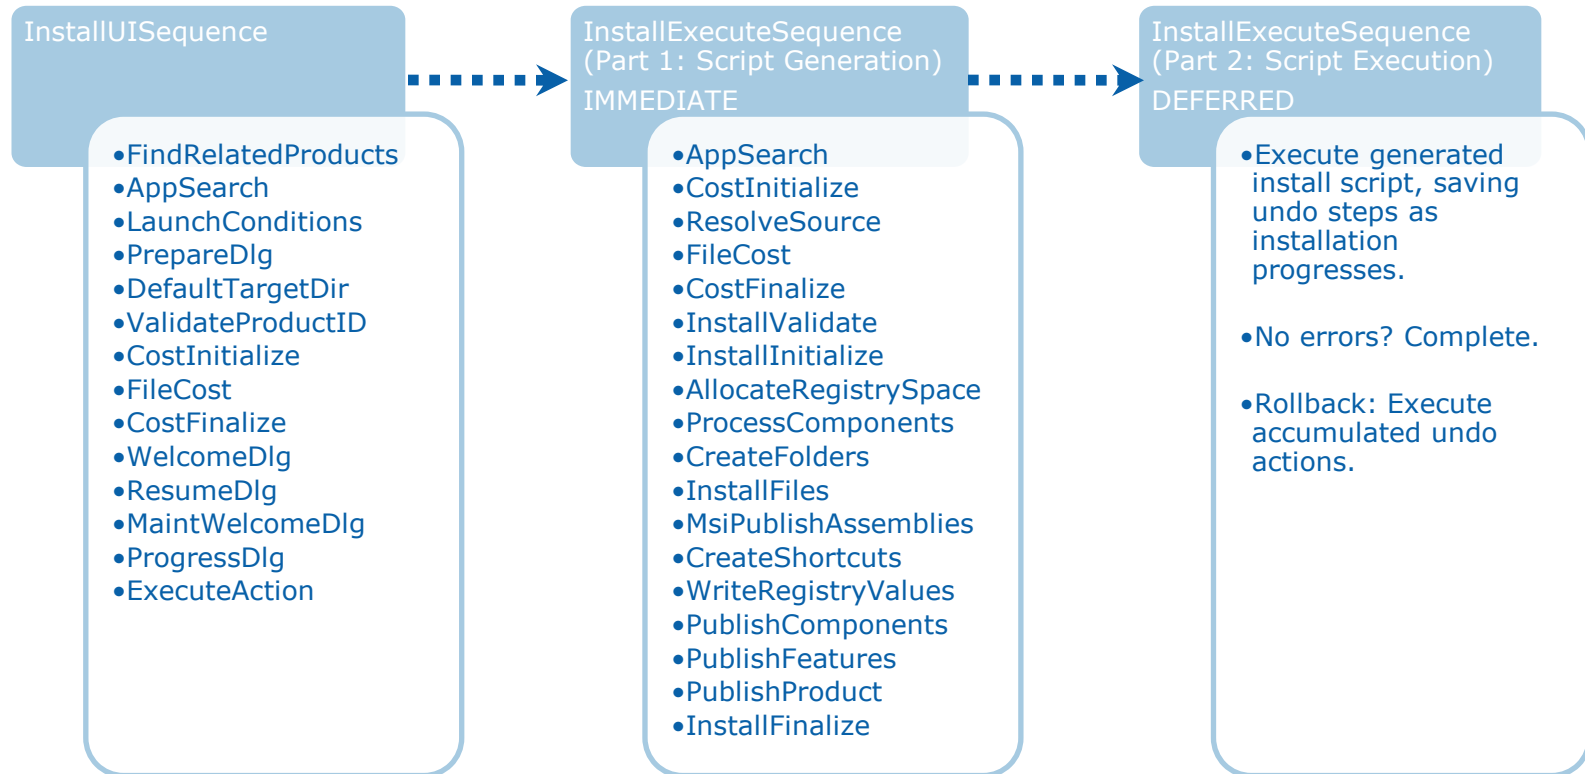 InstallUISequence
•FindRelatedProducts
•AppSearch
•LaunchConditions
•PrepareDlg
•DefaultTargetDir
•ValidateProductID
•CostInitialize
•FileCost
•CostFinalize
•WelcomeDlg
•ResumeDlg
•MaintWelcomeDlg
•ProgressDlg
•ExecuteAction
InstallExecuteSequence
(Part 1: Script Generation)
IMMEDIATE
•AppSearch
•CostInitialize
•ResolveSource
•FileCost
•CostFinalize
•InstallValidate
•InstallInitialize
•AllocateRegistrySpace
•ProcessComponents
•CreateFolders
•InstallFiles
•MsiPublishAssemblies
•CreateShortcuts
•WriteRegistryValues
•PublishComponents
•PublishFeatures
•PublishProduct
•InstallFinalize
InstallExecuteSequence
(Part 2: Script Execution)
DEFERRED
•Execute generated
install script, saving
undo steps as
installation
progresses.
•No errors? Complete.
•Rollback: Execute
accumulated undo
actions.